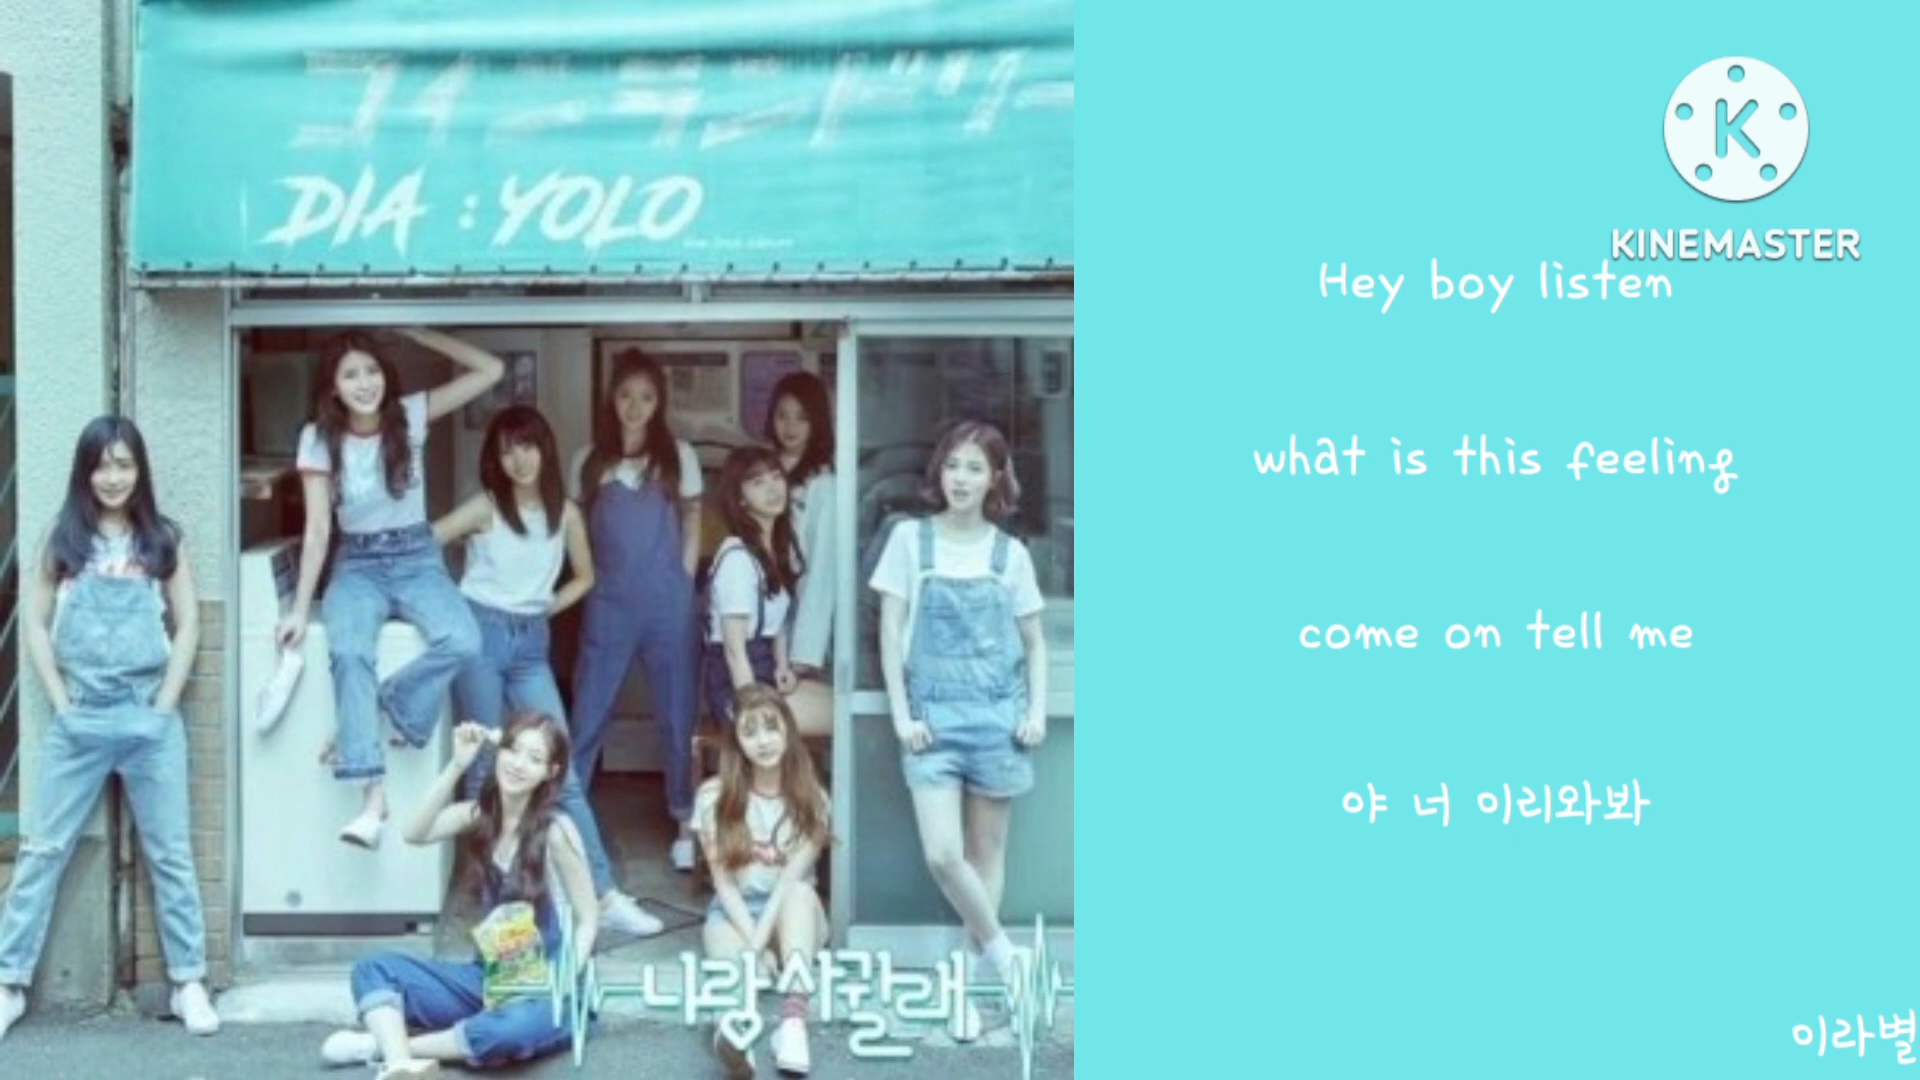 DIA : YOLO
나랑 사귈래
K
KINEMASTER
Hey boy listen
what is this feeling
come on tell me
야 너 이리와봐
이라별